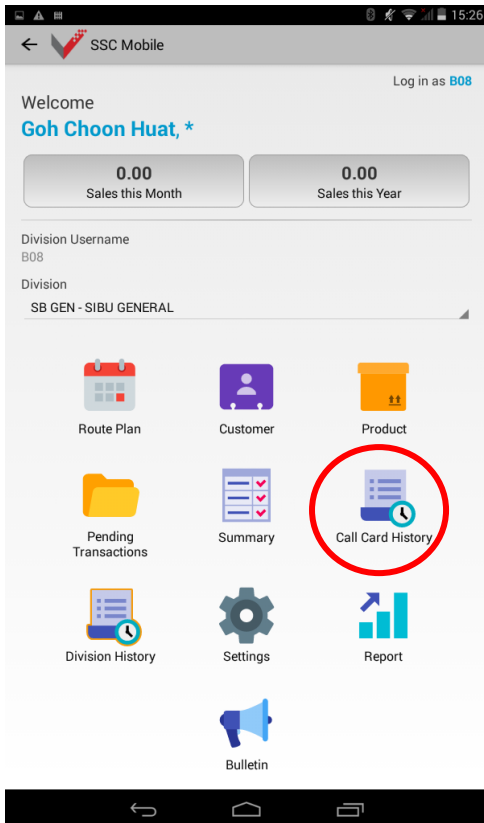 15:26
SSC Mobile
Log in as B08
Welcome
Goh Choon Huat, *
0.00
Sales this Month
0.00
Sales this Year
Division Username
B08
Division
SB GEN - SIBU GENERAL
Route Plan
Customer
Product
Pending
Transactions
Summary
Call Card History
Division History
Settings
Report
Bulletin